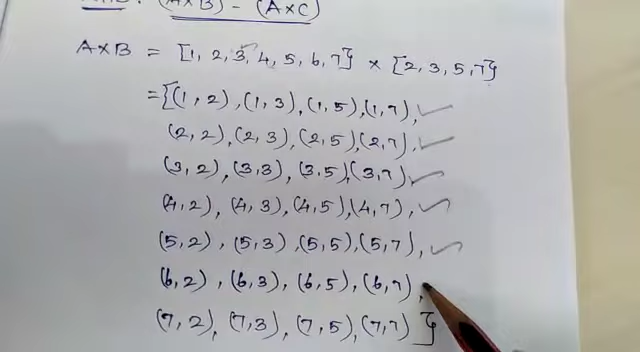 (A×B) - (A×C)
A×B = {1, 2, 3, 4, 5, 6, 7} × {2, 3, 5, 7}
= {(1, 2), (1, 3), (1, 5), (1, 7), ✓
(2, 2), (2, 3), (2, 5), (2, 7), ✓
(3, 2), (3, 3), (3, 5), (3, 7), ✓
(4, 2), (4, 3), (4, 5), (4, 7), ✓
(5, 2), (5, 3), (5, 5), (5, 7), ✓
(6, 2), (6, 3), (6, 5), (6, 7),
(7, 2), (7, 3), (7, 5), (7, 7)}